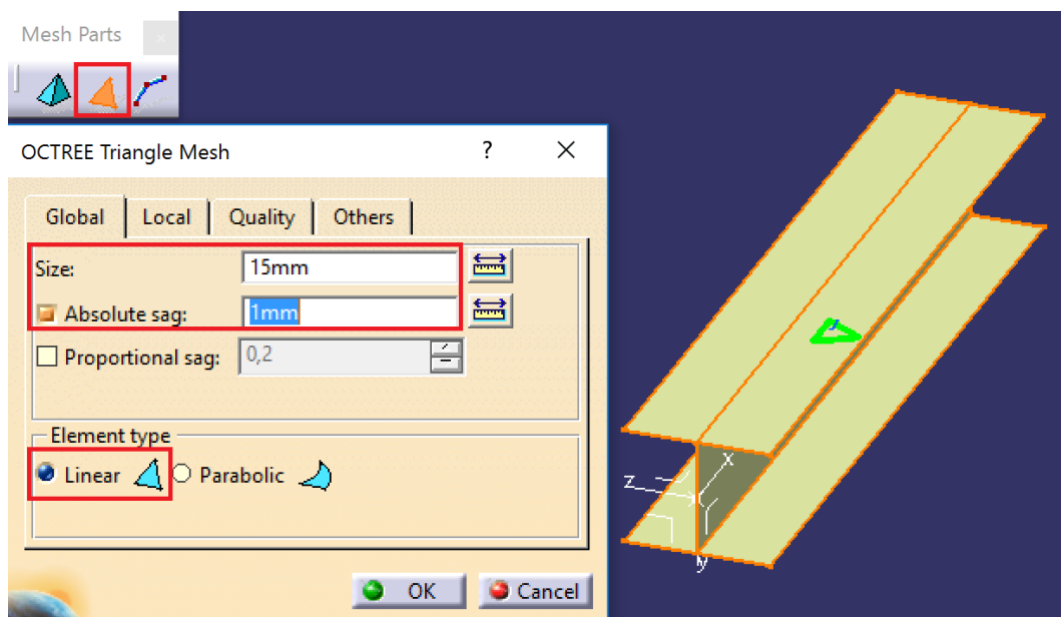 Mesh Parts
OCTREE Triangle Mesh ?
Global Local Quality Others
Size: 15mm
Absolute sag: 1mm
Proportional sag: 0,2
Element type
Linear Parabolic
OK Cancel
x
z
y